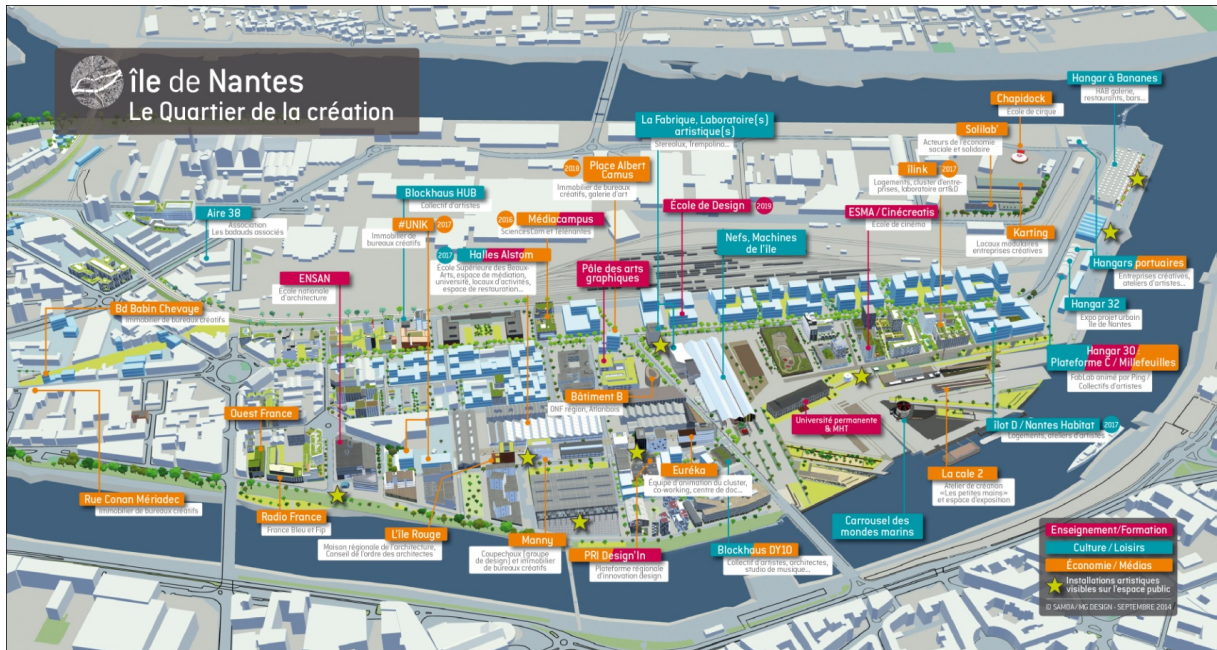 île de Nantes
Le Quartier de la création
Hangar à Bananes
HAB galerie,
restaurants, bars...
Chapidock
École de cirque
La Fabrique, Laboratoire(s)
artistique(s)
Stereolux, Trempolino...
Solilab'
Acteurs de l'économie
sociale et solidaire
2018
Place Albert
Camus
Immobilier de bureaux
créatifs, galerie d'art
Ilink
2017
Logements, cluster d'entre-
prises, laboratoire art&D
Blockhaus HUB
Collectif d'artistes
Aire 38
Association
Les badauds associés
#UNIK
2017
Immobilier de
bureaux créatifs
2016
Médiacampus
SciencesCom et Télénantes
École de Design
2019
ESMA / Cinécreatis
École de cinéma
Karting
Locaux modulaires
entreprises créatives
Nefs, Machines
de l'île
2017
Halles Alstom
École Supérieure des Beaux-
Arts, espace de médiation,
université, locaux d'activités,
espace de restauration...
Pôle des arts
graphiques
Hangars portuaires
Entreprises créatives,
ateliers d'artistes...
ENSAN
École nationale
d'architecture
Bd Babin Chevaye
Immobilier de bureaux créatifs
Hangar 32
Expo projet urbain
île de Nantes
Hangar 30 :
Plateforme C / Millefeuilles
FabLab animé par Ping /
Collectifs d'artistes
Bâtiment B
DNF région, Atlanbois
Ouest France
Université permanente
& MHT
îlot D / Nantes Habitat
2017
Logements, ateliers d'artistes
Euréka
Équipe d'animation du cluster,
co-working, centre de doc...
La cale 2
Atelier de création
«Les petites mains»
et espace d'exposition
Rue Conan Mériadec
Immobilier de bureaux créatifs
Radio France
France Bleu et Fip
L'île Rouge
Maison régionale de l'architecture,
Conseil de l'ordre des architectes
Manny
Coupechoux (groupe
de design) et immobilier
de bureaux créatifs
PRI Design'In
Plateforme régionale
d'innovation design
Blockhaus DY10
Collectif d'artistes, architectes,
studio de musique...
Carrousel des
mondes marins
Enseignement/Formation
Culture / Loisirs
Économie / Médias
Installations artistiques
visibles sur l'espace public
© SAMOA/MG DESIGN - SEPTEMBRE 2014